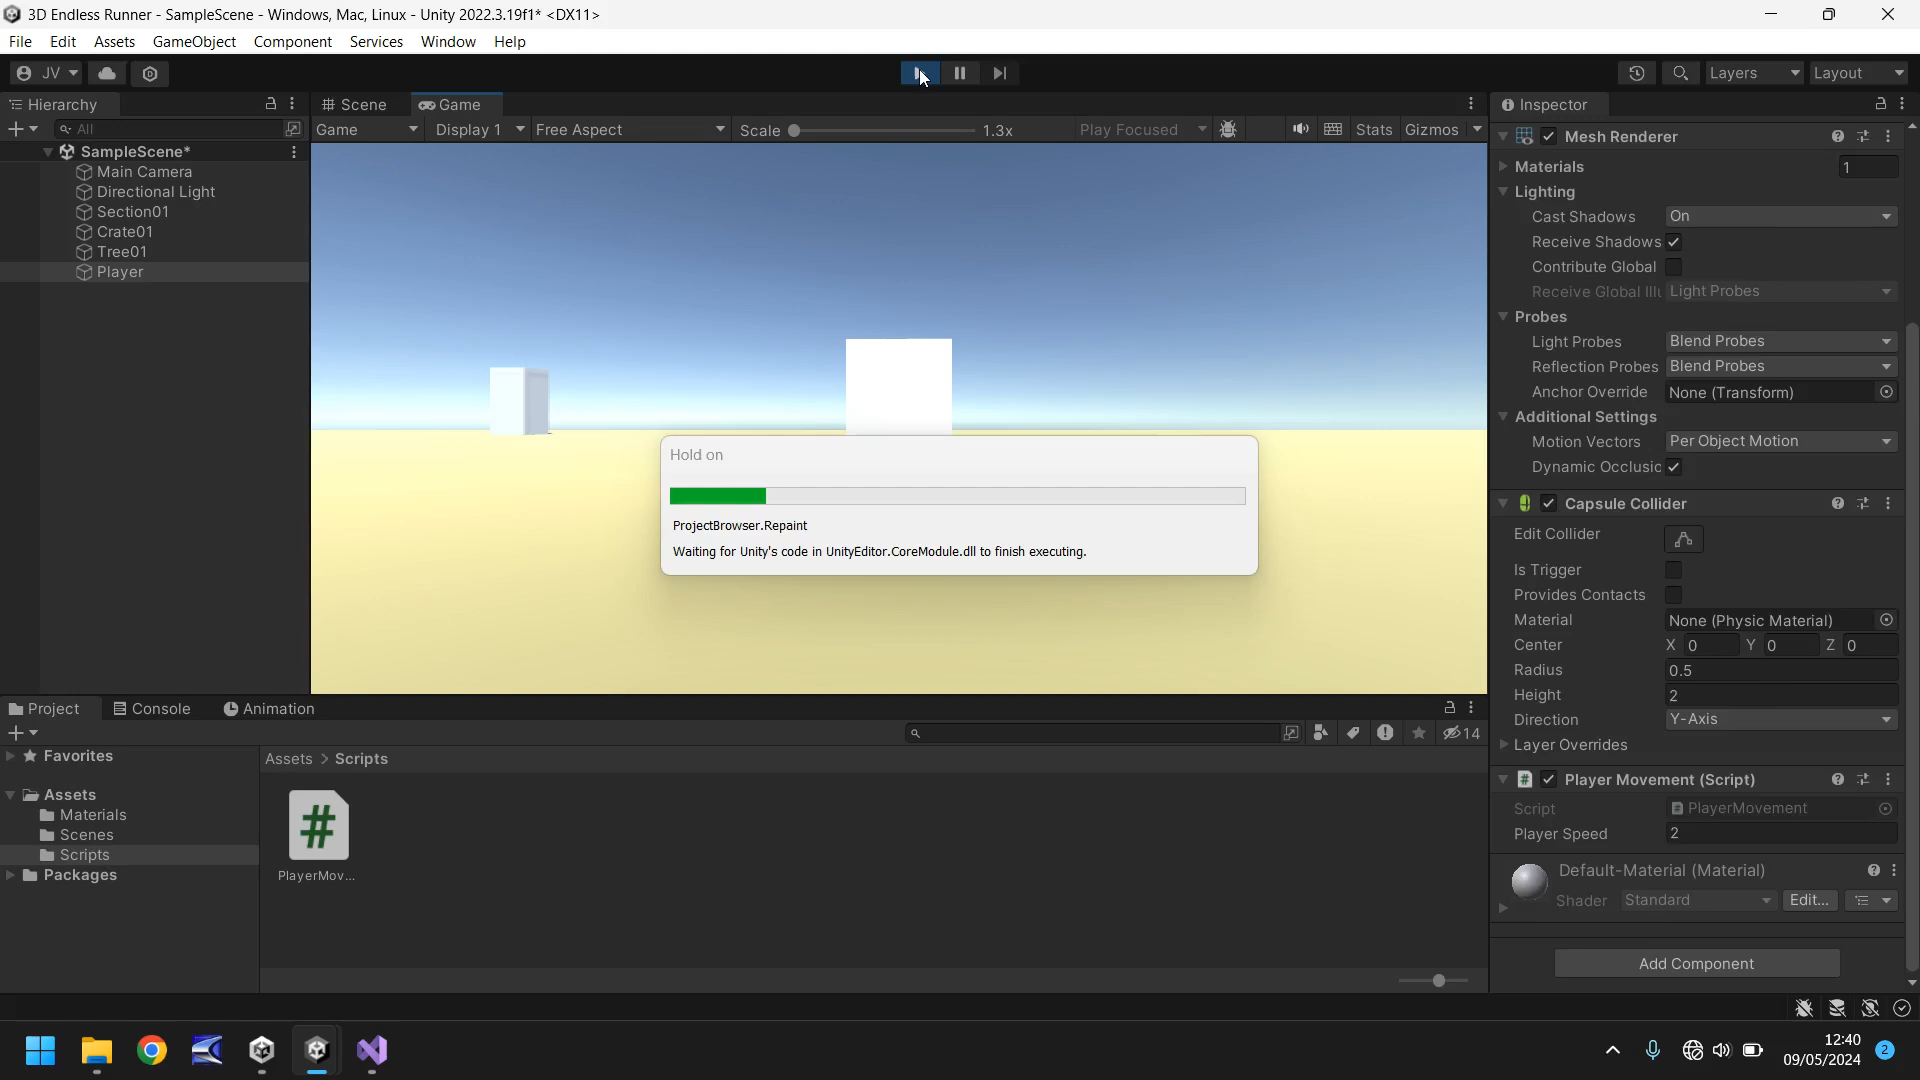 3D Endless Runner - SampleScene - Windows, Mac, Linux - Unity 2022.3.19f1* <DX11>
File Edit Assets GameObject Component Services Window Help
JV Layers Layout
Hierarchy
All
SampleScene*
Main Camera
Directional Light
Section01
Crate01
Tree01
Player
Scene Game
Game Display 1 Free Aspect Scale 1.3x Play Focused Stats Gizmos
Hold on
ProjectBrowser.Repaint
Waiting for Unity's code in UnityEditor.CoreModule.dll to finish executing.
Inspector
Mesh Renderer
Materials 1
Lighting
Cast Shadows On
Receive Shadows
Contribute Global
Receive Global Illu Light Probes
Probes
Light Probes Blend Probes
Reflection Probes Blend Probes
Anchor Override None (Transform)
Additional Settings
Motion Vectors Per Object Motion
Dynamic Occlusic
Capsule Collider
Edit Collider
Is Trigger
Provides Contacts
Material None (Physic Material)
Center X 0 Y 0 Z 0
Radius 0.5
Height 2
Direction Y-Axis
Layer Overrides
# Player Movement (Script)
Script # PlayerMovement
Player Speed 2
Default-Material (Material)
Shader Standard Edit...
Add Component
Project Console Animation
14
Favorites
Assets
Materials
Scenes
Scripts
Packages
Assets > Scripts
#
PlayerMov...
12:40
09/05/2024 2